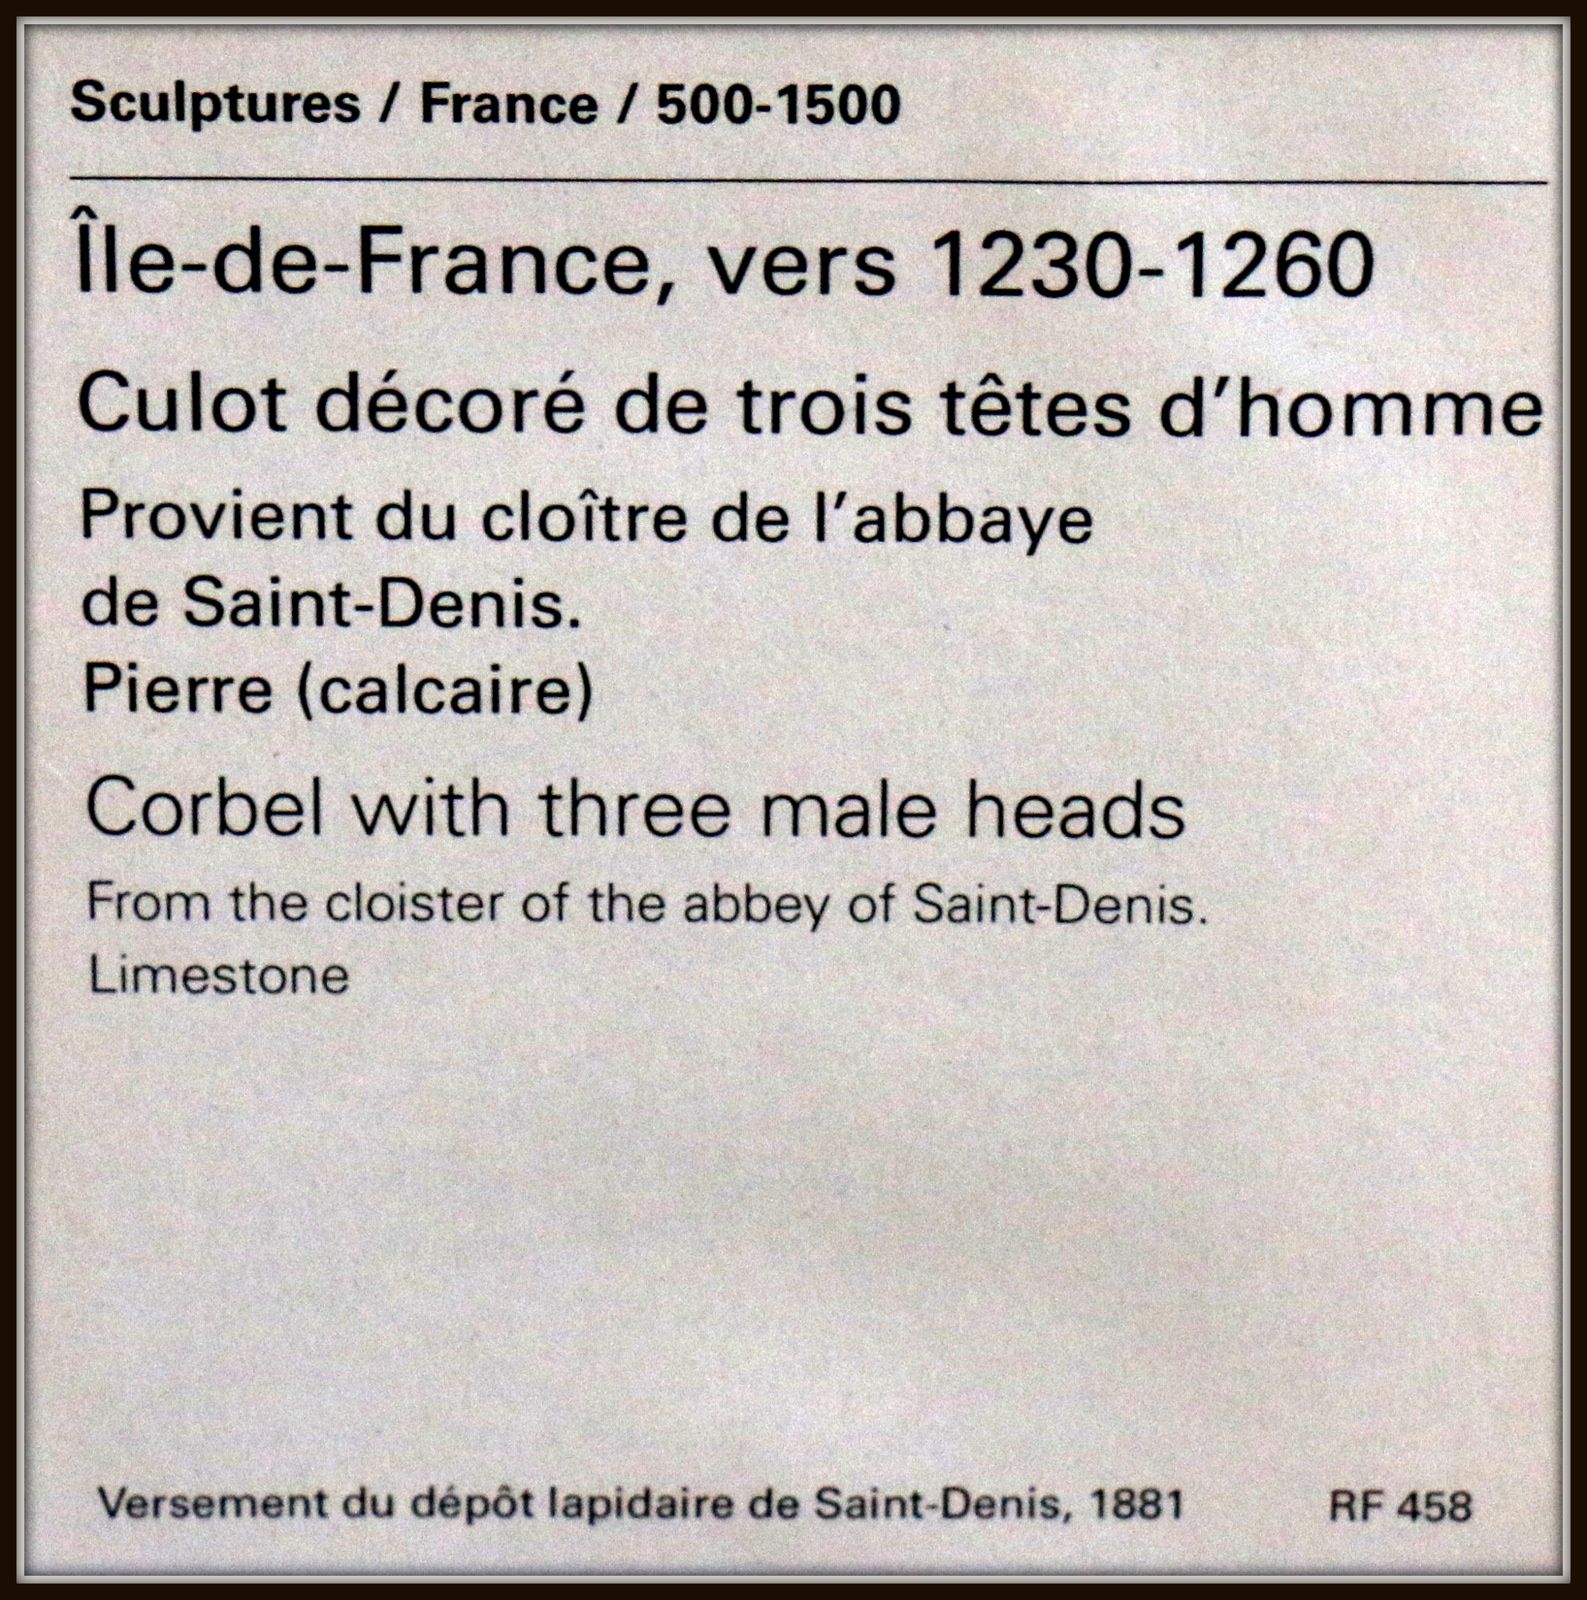 Sculptures / France / 500-1500
Île-de-France, vers 1230-1260
Culot décoré de trois têtes d’homme
Provient du cloître de l’abbaye
de Saint-Denis.
Pierre (calcaire)
Corbel with three male heads
From the cloister of the abbey of Saint-Denis.
Limestone
Versement du dépôt lapidaire de Saint-Denis, 1881 RF 458